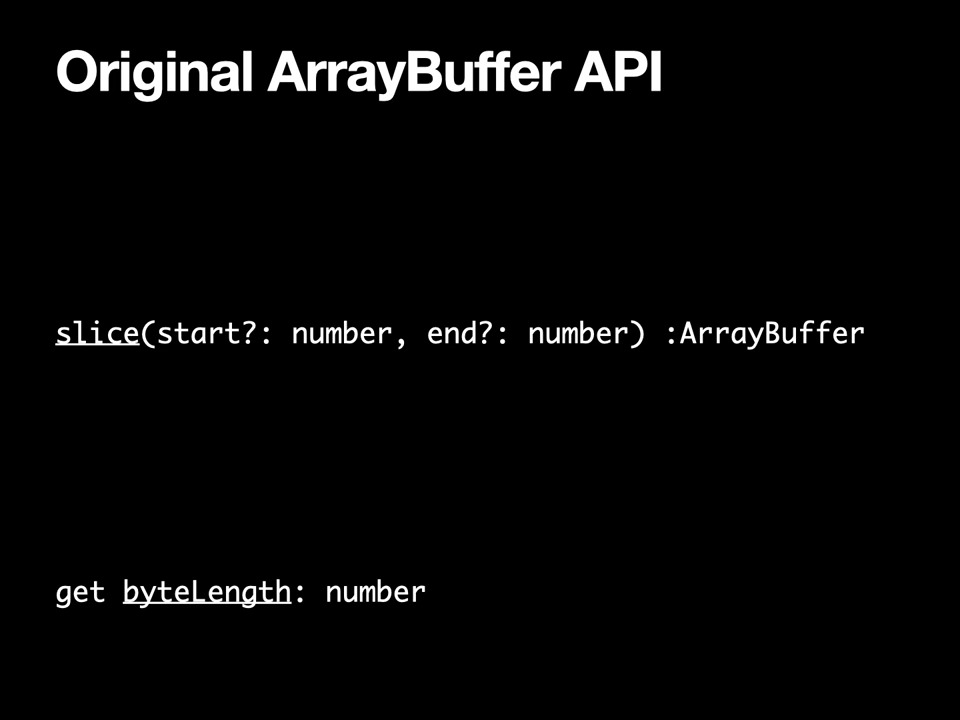 Original ArrayBuffer API
slice(start?: number, end?: number) :ArrayBuffer
get byteLength: number